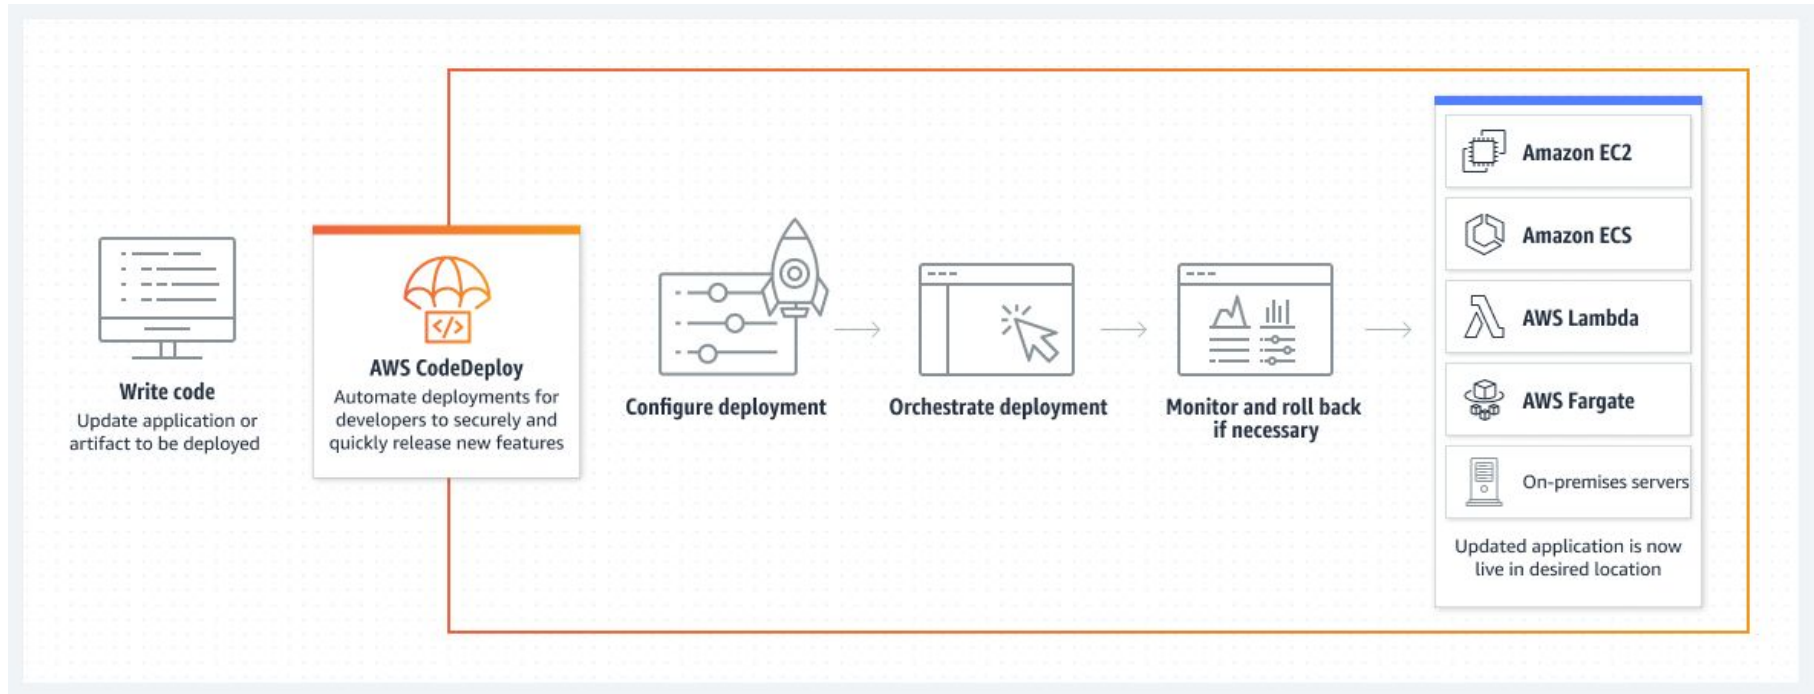 Write code
Update application or
artifact to be deployed
</>
AWS CodeDeploy
Automate deployments for
developers to securely and
quickly release new features
Configure deployment
Orchestrate deployment
Monitor and roll back
if necessary
Amazon EC2
Amazon ECS
AWS Lambda
AWS Fargate
On-premises servers
Updated application is now
live in desired location